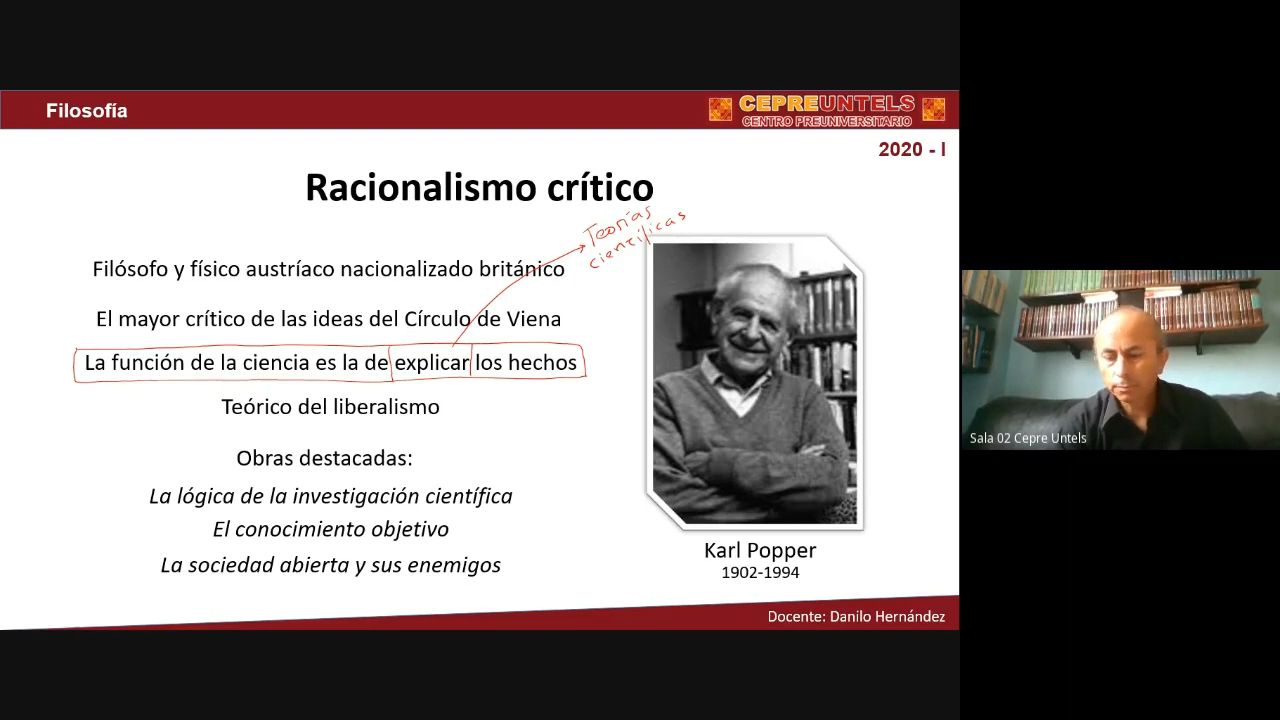 Filosofía
CEPREUNTELS
CENTRO PREUNIVERSITARIO
2020 - I
Racionalismo crítico
Teorías
científicas
Filósofo y físico austríaco nacionalizado británico
El mayor crítico de las ideas del Círculo de Viena
La función de la ciencia es la de explicar los hechos
Teórico del liberalismo
Obras destacadas:
La lógica de la investigación científica
El conocimiento objetivo
La sociedad abierta y sus enemigos
Karl Popper
1902-1994
Docente: Danilo Hernández
Sala 02 Cepre Untels